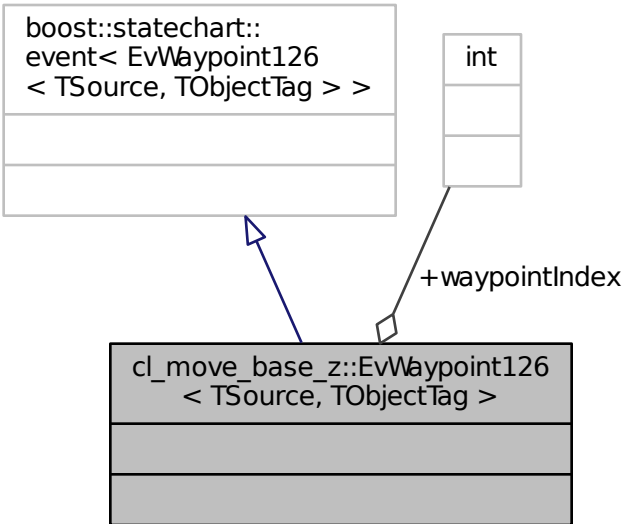 boost::statechart::
event< EvWaypoint126
< TSource, TObjectTag > >
int
+waypointIndex
cl_move_base_z::EvWaypoint126
< TSource, TObjectTag >